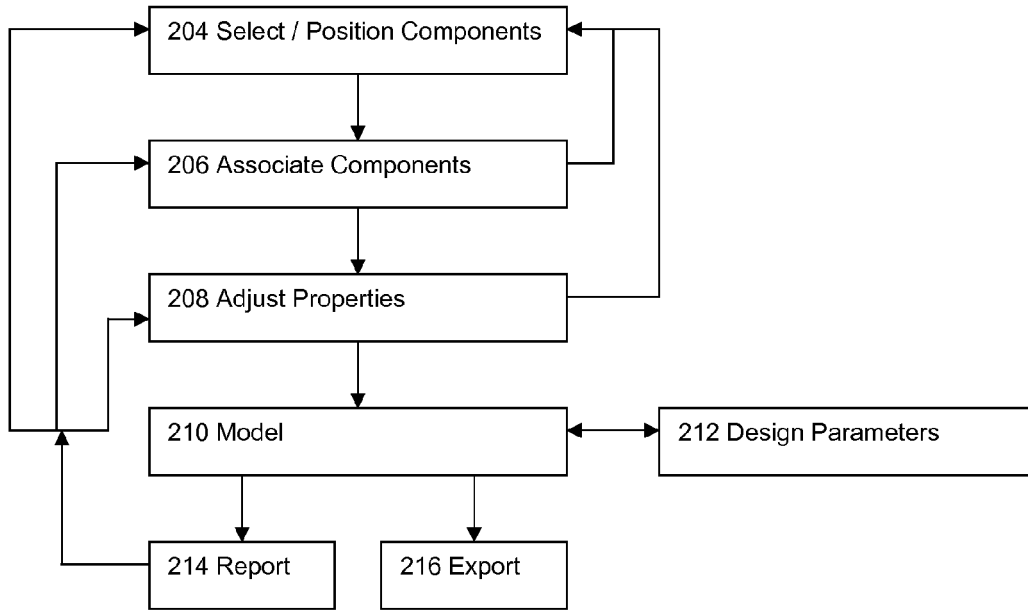 204 Select / Position Components
206 Associate Components
208 Adjust Properties
210 Model
212 Design Parameters
214 Report
216 Export